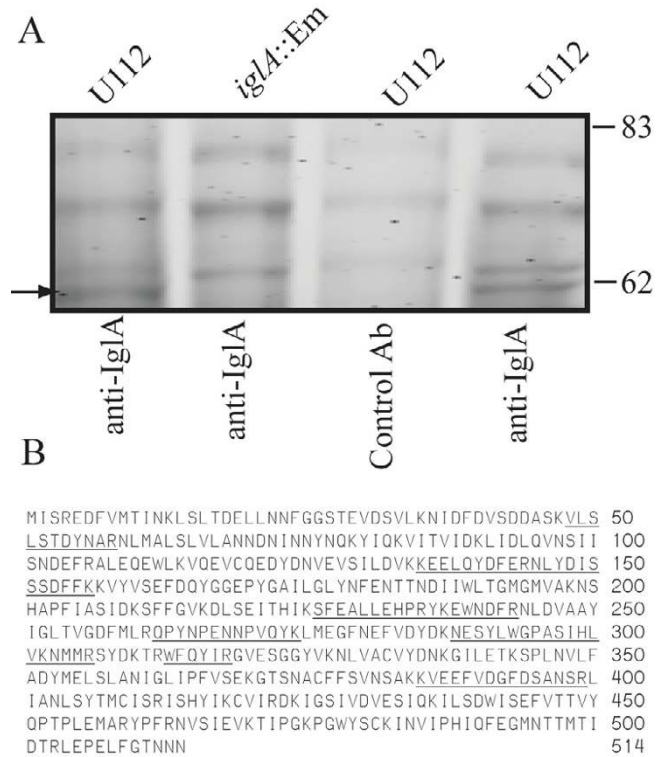 A
U112 iglA::Em U112 U112
83
62
anti-IglA anti-IglA Control Ab anti-IglA
B
MISREDFVMTINKLSLTDELLNNFGGSTEVDSVLKNIDFDVSDDASKVLS 50
LSTDYNARNLMALSLVLANNDNINNYNQKYIQKVITVIDKLIDLQVNSII 100
SNDEFRALEQEWLKVQEVCQEDYDNVEVSILDVKKEELQYDFERNLYDIS 150
SSDFFKKVYVSEFDQYGGEPYGAILGLYNFENTTNDIIWLTGMGMVAKNS 200
HAPFIASIDKSFFGVKDLSEITHIKSFEALLEHPRYKEWNDFRNLDVAAY 250
IGLTVGDFMLRQPYNPENNPVQYKLMEGFNEFVDYDKNESYLWGPASIHL 300
VKNMMRSYDKTRWFQYIRGVESGGYVKNLVACVYDNKGILETKSPLNVLF 350
ADYMELSLANIGLIPFVSEKGTSNACFFSVNSAKKVEEFVDGFDSANSRL 400
IANLSYTMCISRISHYIKCVIRDKIGSIVDVESIQKILSDWISEFVTTVY 450
QPTPLEMARYPFRNVSIEVKTIPGKPGWYSCKINVIPHIQFEGMNTTMTI 500
DTRLEPELFGTNNN 514